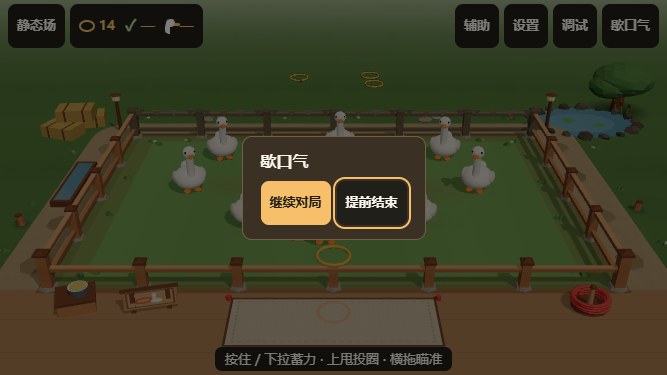 静态场
14
辅助
设置
调试
歇口气
歇口气
继续对局
提前结束
按住 / 下拉蓄力 · 上甩投圈 · 横拖瞄准